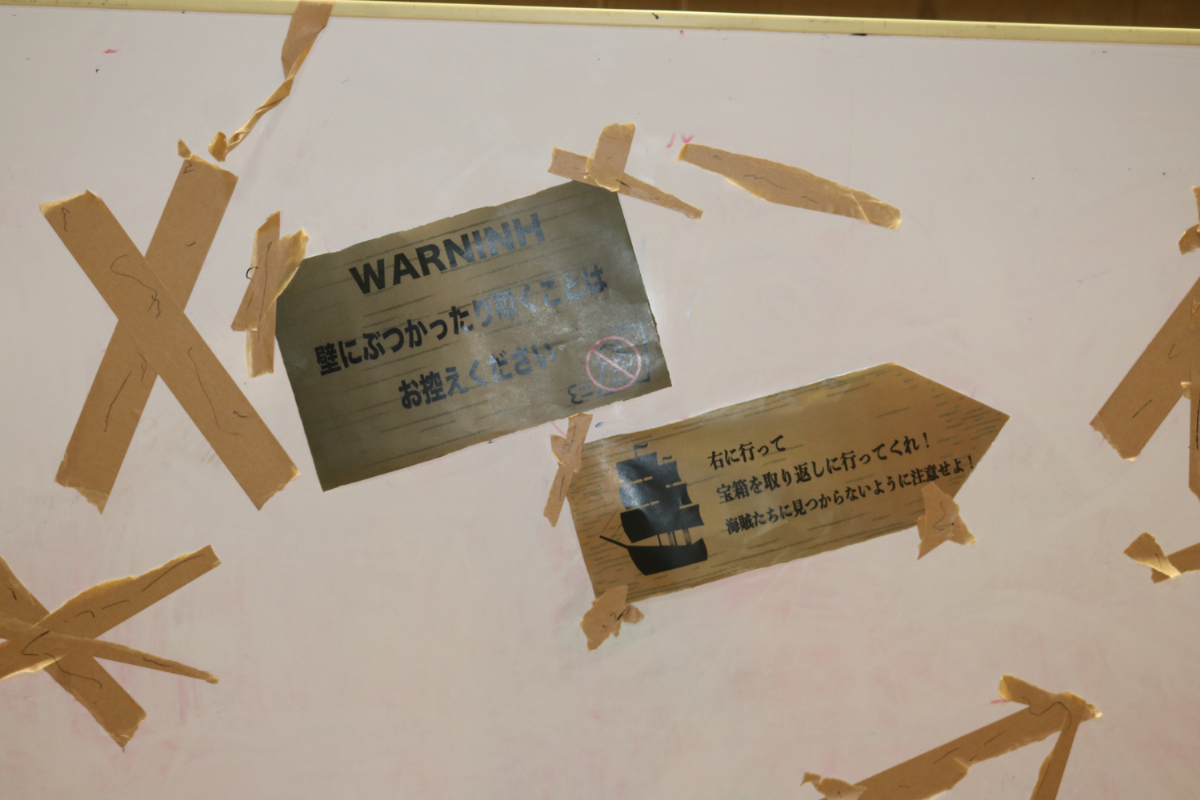 WARNINH
壁にぶつかったり叩くことは
お控えください
右に行って
宝箱を取り返しに行ってくれ！
海賊たちに見つからないように注意せよ！